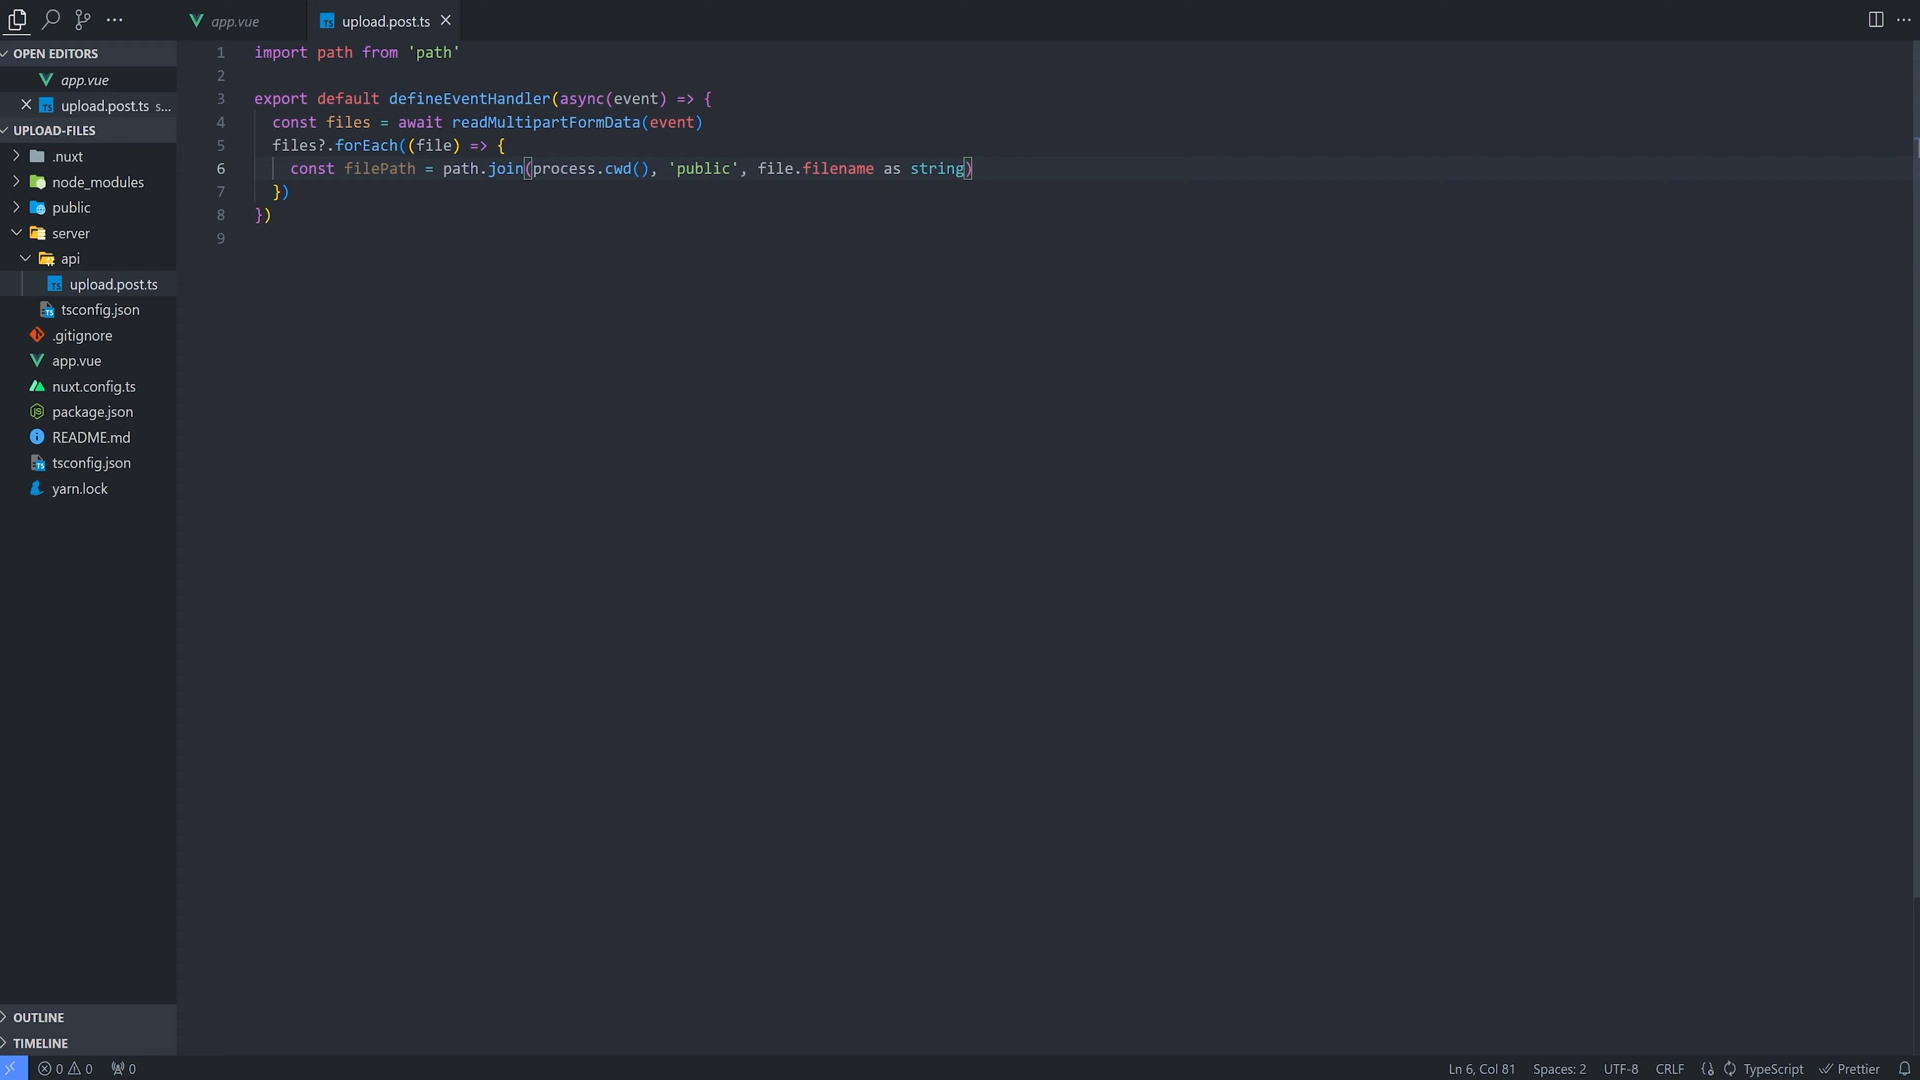 app.vue
upload.post.ts
OPEN EDITORS
app.vue
upload.post.ts s...
UPLOAD-FILES
.nuxt
node_modules
public
server
api
upload.post.ts
tsconfig.json
.gitignore
app.vue
nuxt.config.ts
package.json
README.md
tsconfig.json
yarn.lock
OUTLINE
TIMELINE
1 import path from 'path'
2
3 export default defineEventHandler(async(event) => {
4 const files = await readMultipartFormData(event)
5 files?.forEach((file) => {
6 const filePath = path.join(process.cwd(), 'public', file.filename as string)
7 })
8 })
9
0 0 0
Ln 6, Col 81 Spaces: 2 UTF-8 CRLF {} TypeScript Prettier